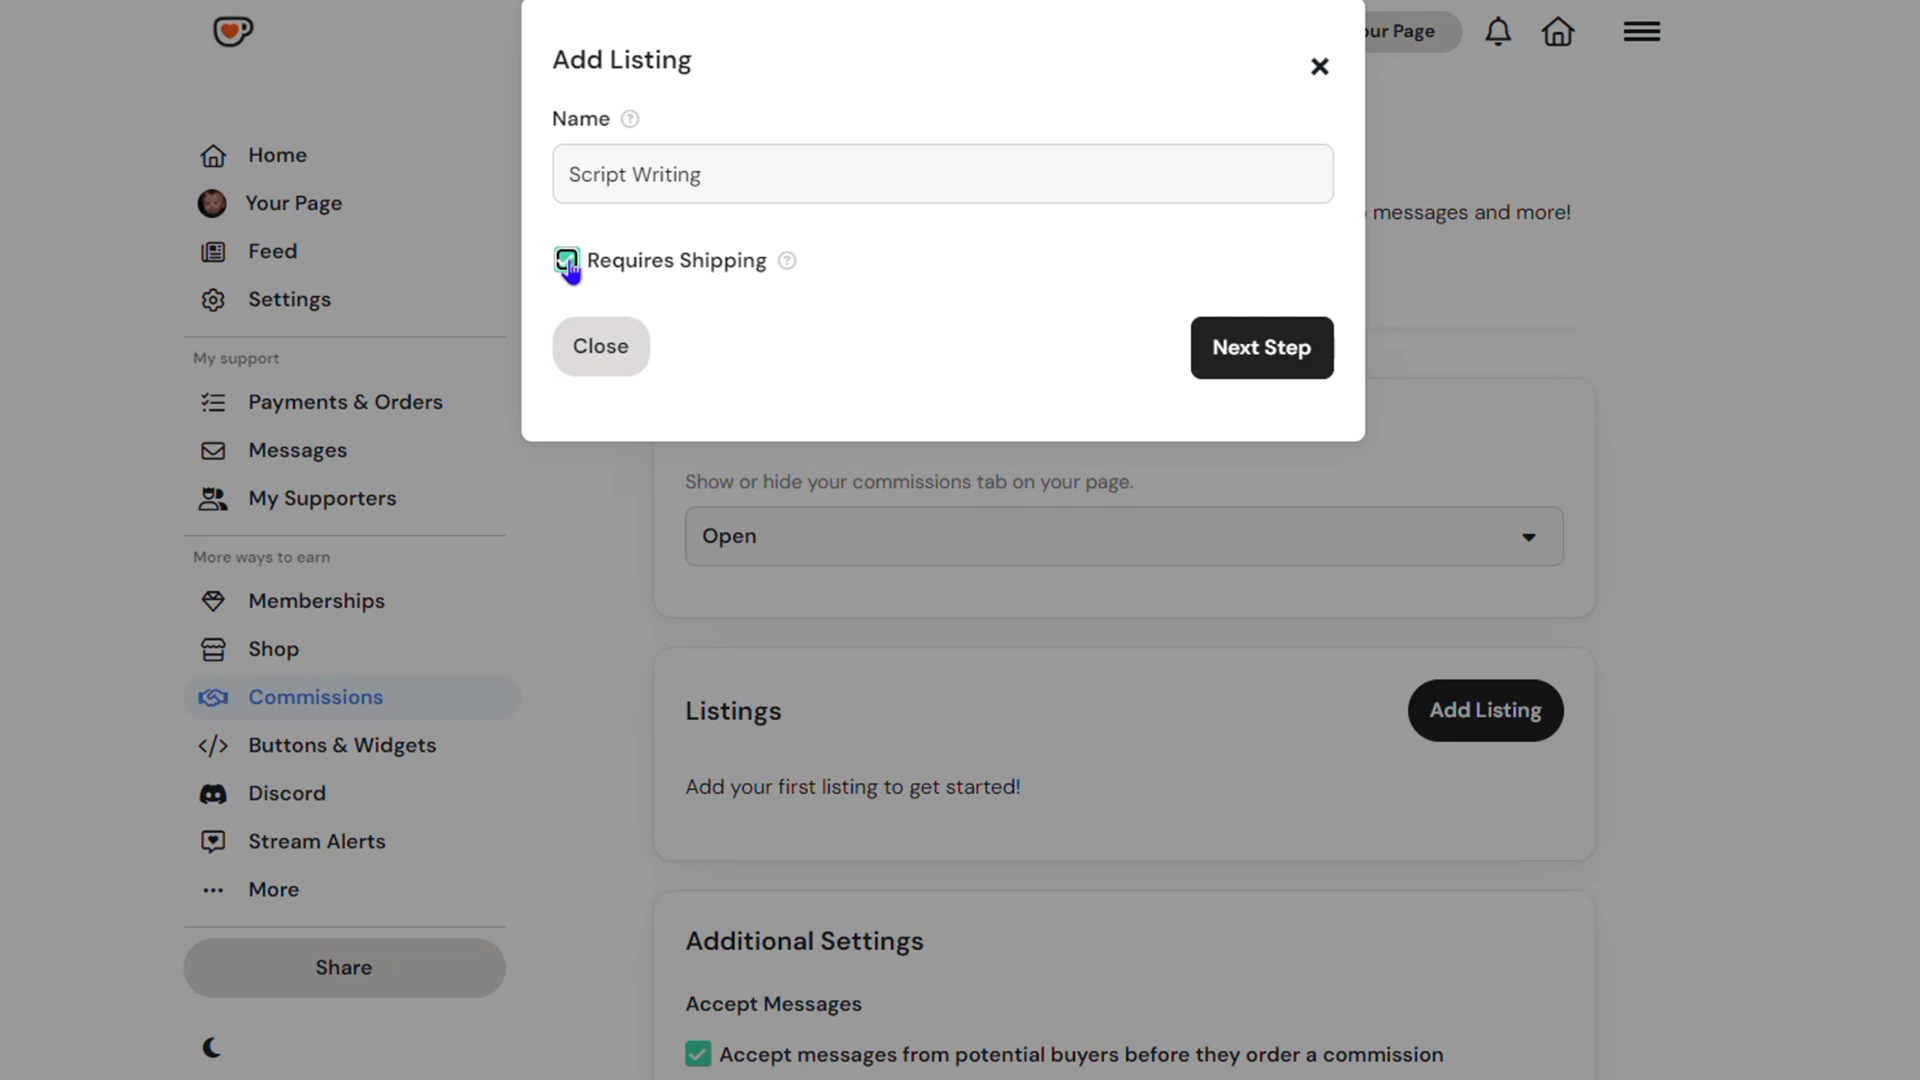 Add Listing
our Page
Name
Script Writing
Requires Shipping
Close
Next Step
messages and more!
Home
Your Page
Feed
Settings
My support
Payments & Orders
Messages
My Supporters
More ways to earn
Memberships
Shop
Commissions
Buttons & Widgets
Discord
Stream Alerts
More
Share
Show or hide your commissions tab on your page.
Open
Listings
Add Listing
Add your first listing to get started!
Additional Settings
Accept Messages
Accept messages from potential buyers before they order a commission